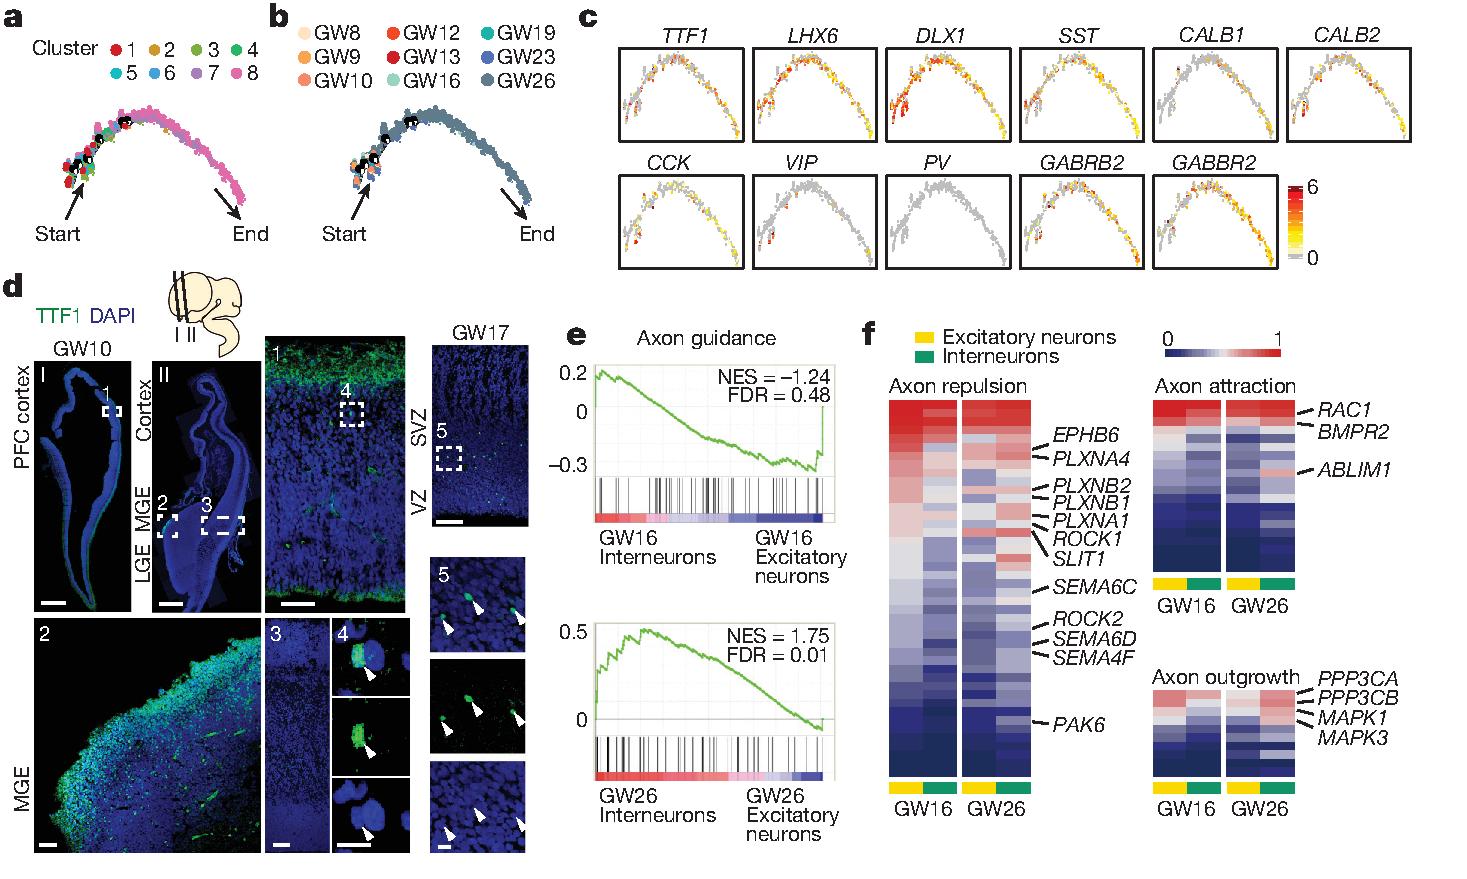 a
Cluster 1 2 3 4
5 6 7 8
Start
End
b
GW8 GW12 GW19
GW9 GW13 GW23
GW10 GW16 GW26
Start
End
c
TTF1 LHX6 DLX1 SST CALB1 CALB2
CCK VIP PV GABRB2 GABBR2
6
0
d
TTF1 DAPI
I II
GW10
PFC cortex
I
1
Cortex
MGE
LGE
II
2
3
1
4
GW17
SVZ
VZ
5
5
MGE
2
3
4
e
Axon guidance
0.2
0
–0.3
NES = –1.24
FDR = 0.48
GW16
Interneurons
GW16
Excitatory
neurons
0.5
0
NES = 1.75
FDR = 0.01
GW26
Interneurons
GW26
Excitatory
neurons
f
Excitatory neurons
Interneurons
0 1
Axon repulsion
EPHB6
PLXNA4
PLXNB2
PLXNB1
PLXNA1
ROCK1
SLIT1
SEMA6C
ROCK2
SEMA6D
SEMA4F
PAK6
GW16 GW26
Axon attraction
RAC1
BMPR2
ABLIM1
GW16 GW26
Axon outgrowth
PPP3CA
PPP3CB
MAPK1
MAPK3
GW16 GW26